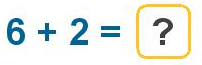 6 + 2 = ?